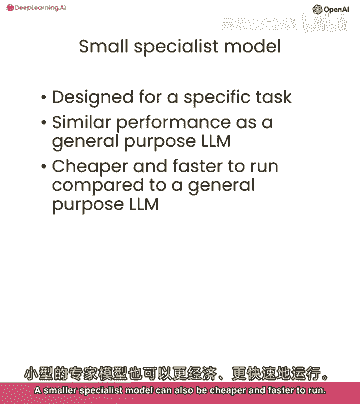 DeepLearning.AI
OpenAI
Small specialist model
• Designed for a specific task
• Similar performance as a
general purpose LLM
• Cheaper and faster to run
compared to a general
purpose LLM
小型的专家模型也可以更经济、更快速地运行。
A smaller specialist model can also be cheaper and faster to run.